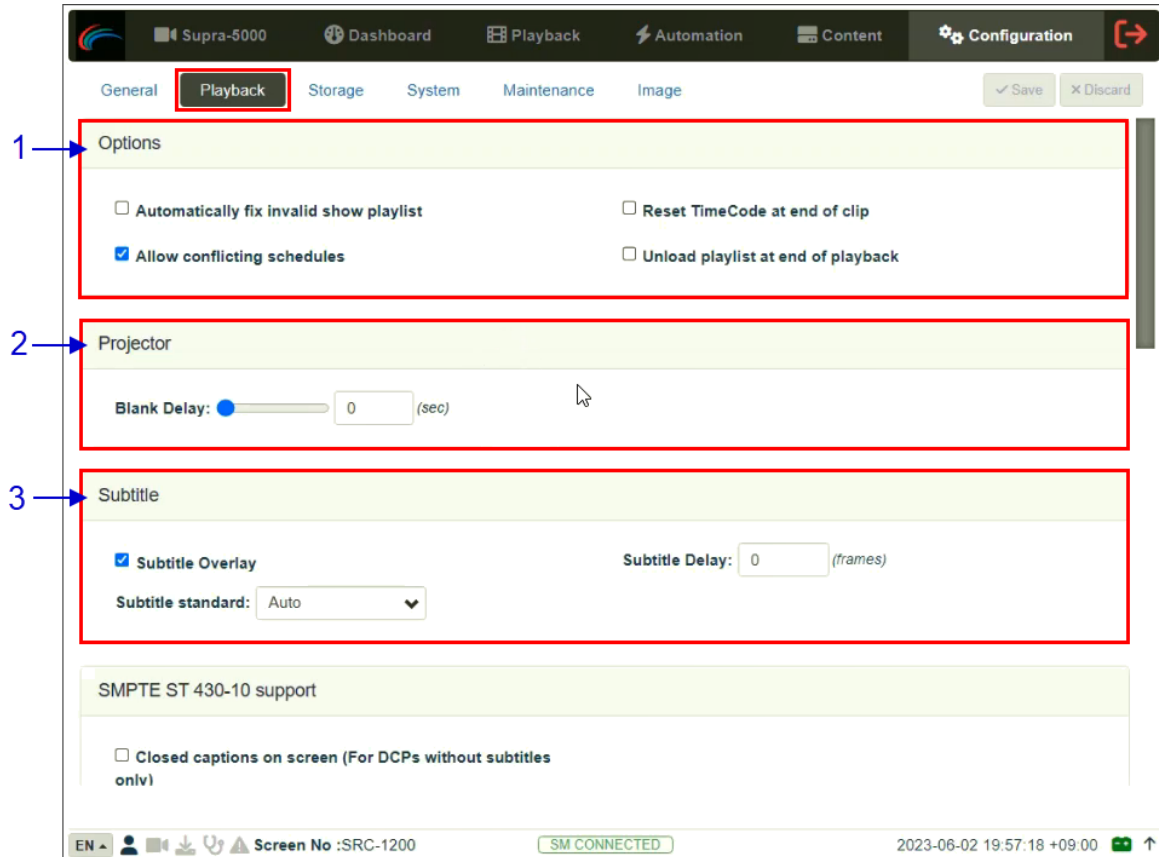 Supra-5000 Dashboard Playback Automation Content Configuration
General Playback Storage System Maintenance Image Save Discard
1 Options
Automatically fix invalid show playlist Reset TimeCode at end of clip
Allow conflicting schedules Unload playlist at end of playback
2 Projector
Blank Delay: 0 (sec)
3 Subtitle
Subtitle Overlay Subtitle Delay: 0 (frames)
Subtitle standard: Auto
SMPTE ST 430-10 support
Closed captions on screen (For DCPs without subtitles
only)
EN Screen No :SRC-1200 SM CONNECTED 2023-06-02 19:57:18 +09:00